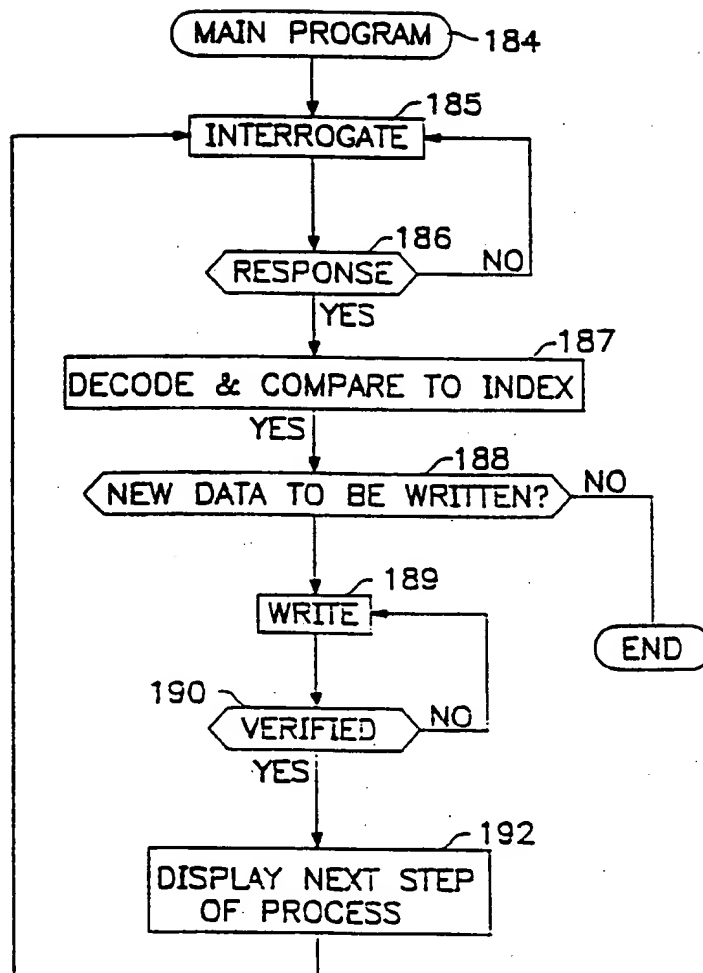 MAIN PROGRAM 184
185
INTERROGATE
186
RESPONSE NO
YES
187
DECODE & COMPARE TO INDEX
YES
188
NEW DATA TO BE WRITTEN? NO
189
WRITE
END
190
VERIFIED NO
YES
192
DISPLAY NEXT STEP
OF PROCESS